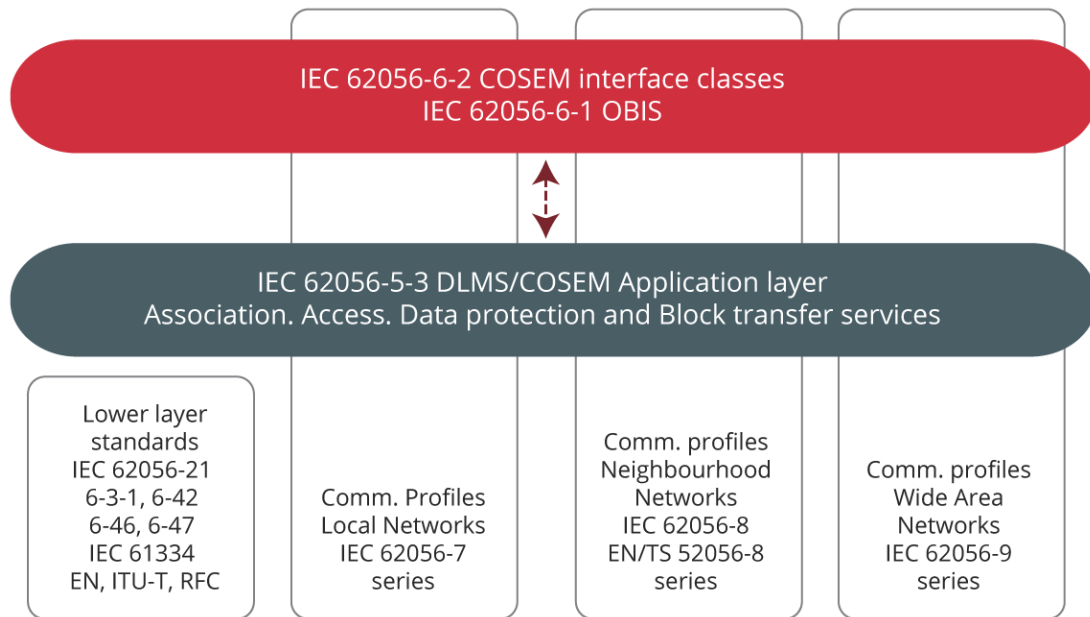 IEC 62056-6-2 COSEM interface classes
IEC 62056-6-1 OBIS
IEC 62056-5-3 DLMS/COSEM Application layer
Association. Access. Data protection and Block transfer services
Lower layer
standards
IEC 62056-21
6-3-1, 6-42
6-46, 6-47
IEC 61334
EN, ITU-T, RFC
Comm. Profiles
Local Networks
IEC 62056-7
series
Comm. profiles
Neighbourhood
Networks
IEC 62056-8
EN/TS 52056-8
series
Comm. profiles
Wide Area
Networks
IEC 62056-9
series